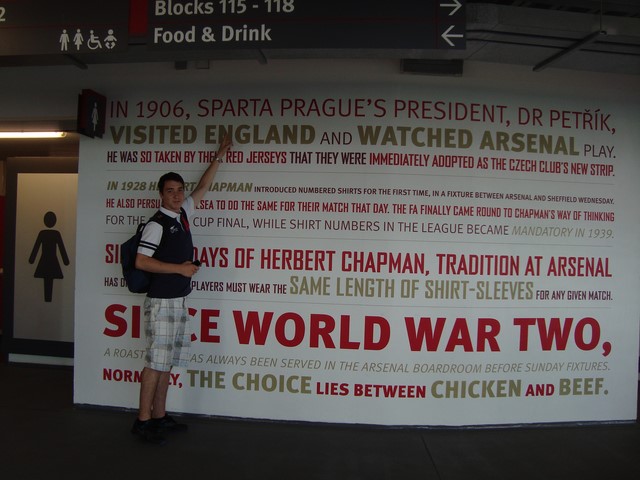 2
Blocks 115 - 118
Food & Drink
IN 1906, SPARTA PRAGUE'S PRESIDENT, DR PETŘÍK,
VISITED ENGLAND AND WATCHED ARSENAL PLAY.
HE WAS SO TAKEN BY THEIR RED JERSEYS THAT THEY WERE IMMEDIATELY ADOPTED AS THE CZECH CLUB'S NEW STRIP.
IN 1928 CHAPMAN INTRODUCED NUMBERED SHIRTS FOR THE FIRST TIME, IN A FIXTURE BETWEEN ARSENAL AND SHEFFIELD WEDNESDAY.
HE ALSO TO DO THE SAME FOR THEIR MATCH THAT DAY. THE FA FINALLY CAME ROUND TO CHAPMAN'S WAY OF THINKING
FOR THE CUP FINAL, WHILE SHIRT NUMBERS IN THE LEAGUE BECAME MANDATORY IN 1939.
DAYS OF HERBERT CHAPMAN, TRADITION AT ARSENAL
HAS PLAYERS MUST WEAR THE SAME LENGTH OF SHIRT-SLEEVES FOR ANY GIVEN MATCH.
SINCE WORLD WAR TWO,
A ROAST HAS ALWAYS BEEN SERVED IN THE ARSENAL BOARDROOM BEFORE SUNDAY FIXTURES.
NORMALLY, THE CHOICE LIES BETWEEN CHICKEN AND BEEF.